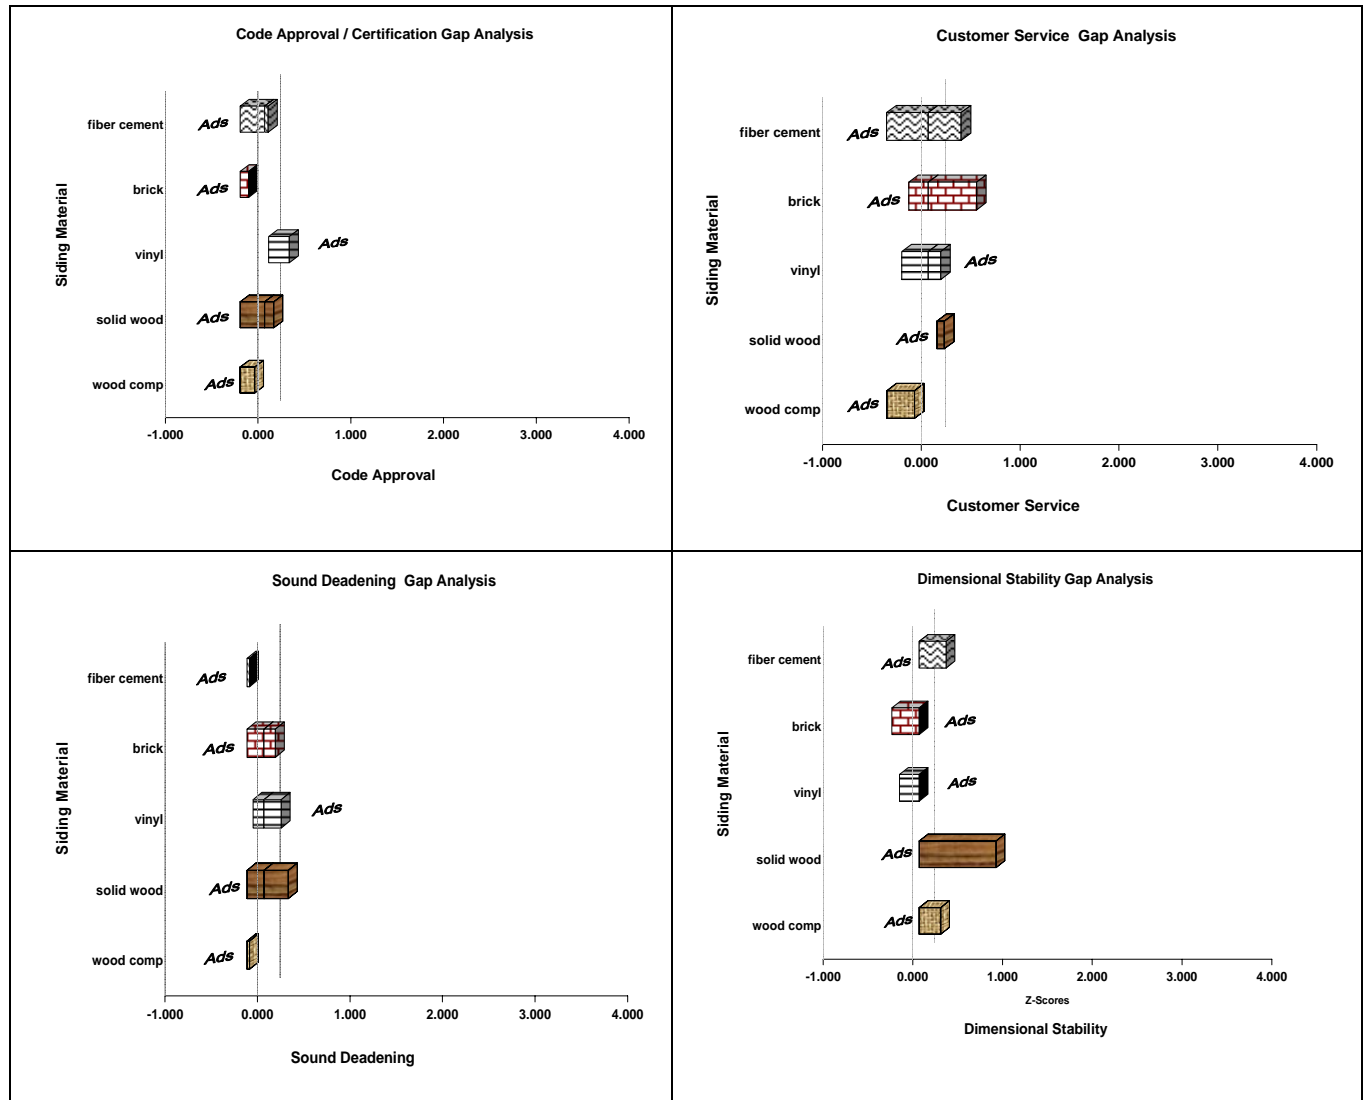 Code Approval / Certification Gap Analysis
Siding Material
fiber cement Ads
brick Ads
vinyl Ads
solid wood Ads
wood comp Ads
-1.000 0.000 1.000 2.000 3.000 4.000
Code Approval
Customer Service Gap Analysis
Siding Material
fiber cement Ads
brick Ads
vinyl Ads
solid wood Ads
wood comp Ads
-1.000 0.000 1.000 2.000 3.000 4.000
Customer Service
Sound Deadening Gap Analysis
Siding Material
fiber cement Ads
brick Ads
vinyl Ads
solid wood Ads
wood comp Ads
-1.000 0.000 1.000 2.000 3.000 4.000
Sound Deadening
Dimensional Stability Gap Analysis
Siding Material
fiber cement Ads
brick Ads
vinyl Ads
solid wood Ads
wood comp Ads
-1.000 0.000 1.000 2.000 3.000 4.000
Z-Scores
Dimensional Stability